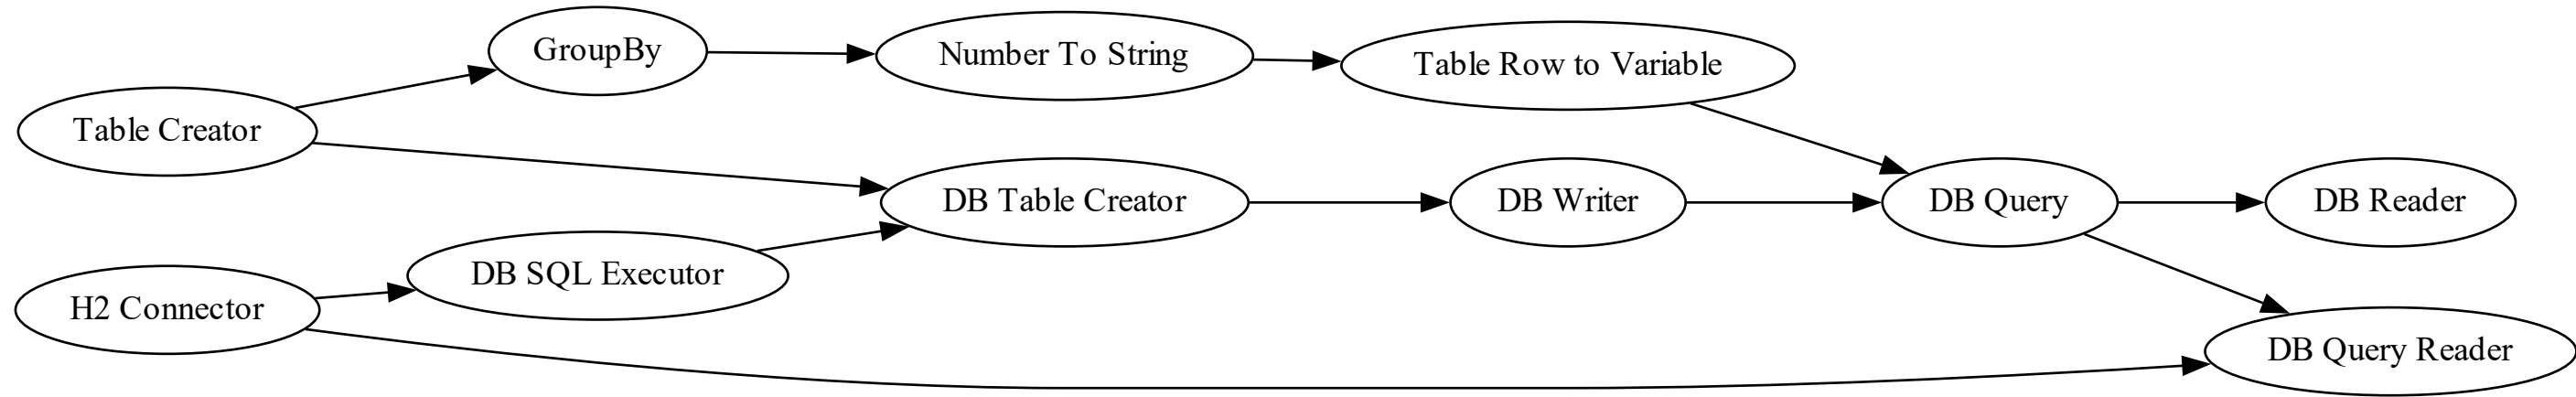 GroupBy
Number To String
Table Row to Variable
Table Creator
DB Table Creator
DB Writer
DB Query
DB Reader
DB SQL Executor
H2 Connector
DB Query Reader